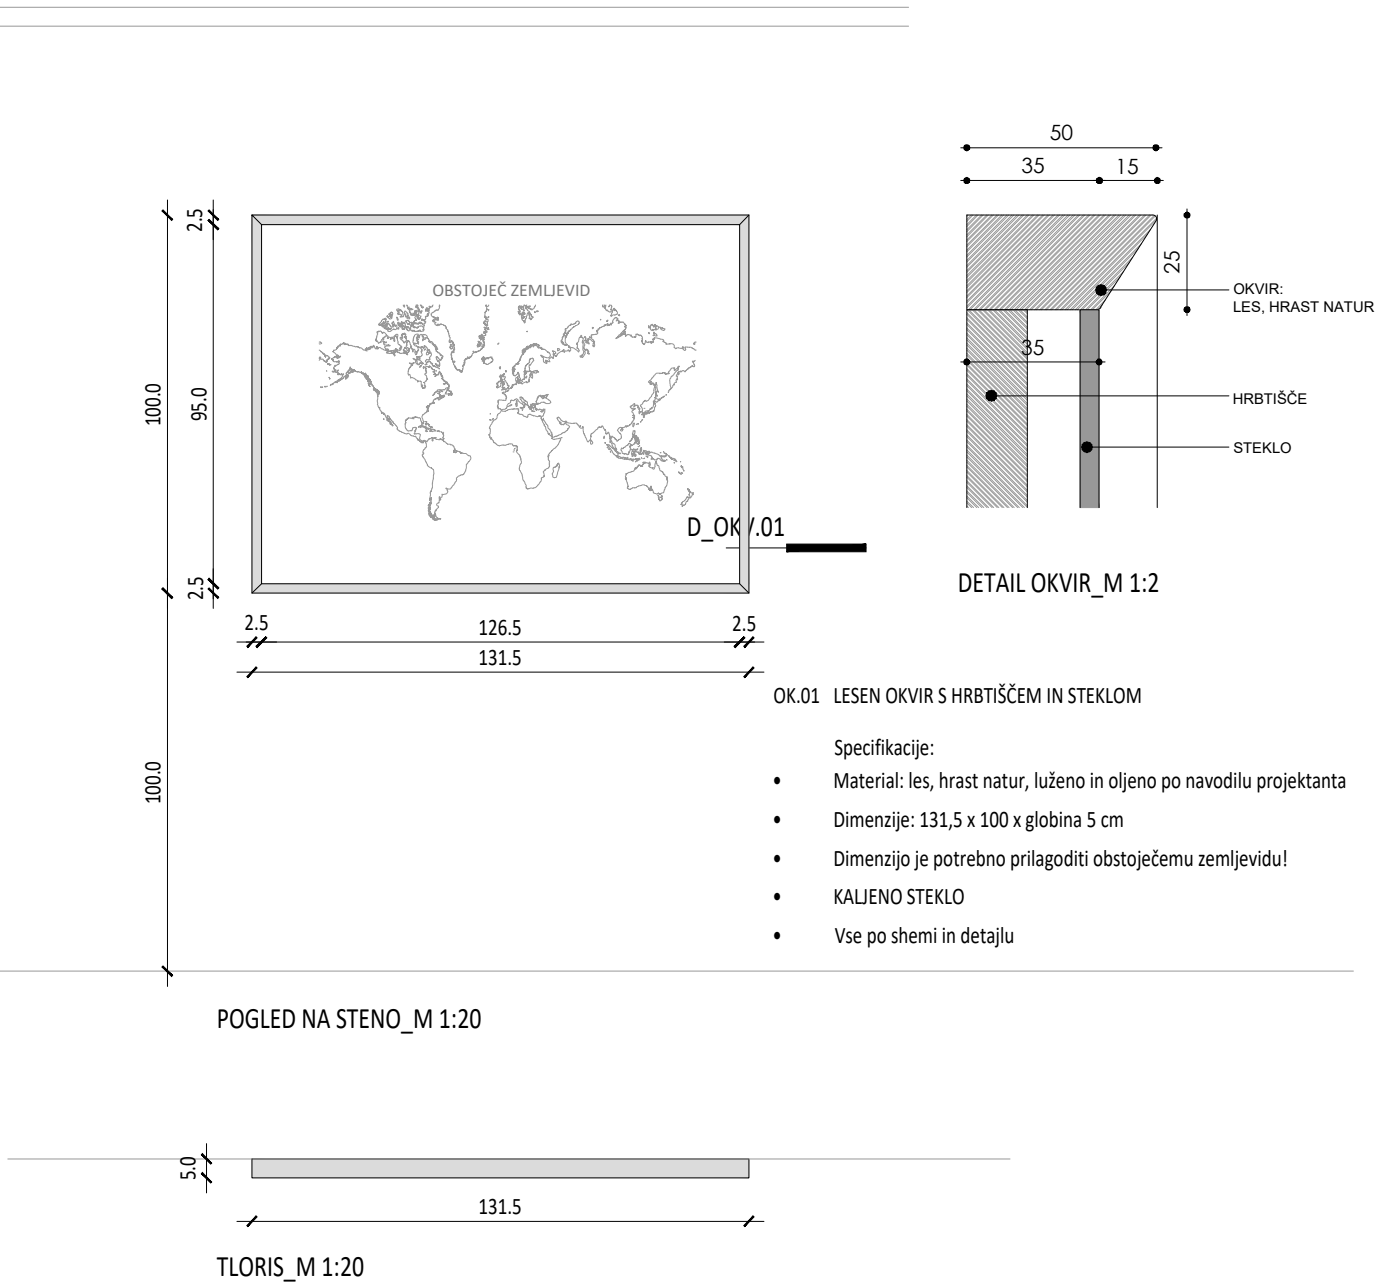 50
35
15
2.5
25
OBSTOJEČ ZEMLJEVID
OKVIR:
LES, HRAST NATUR
35
100.0
95.0
HRBTIŠČE
STEKLO
D_OKV.01
2.5
DETAIL OKVIR_M 1:2
2.5
126.5
2.5
131.5
OK.01 LESEN OKVIR S HRBTIŠČEM IN STEKLOM
Specifikacije:
• Material: les, hrast natur, luženo in oljeno po navodilu projektanta
100.0
• Dimenzije: 131,5 x 100 x globina 5 cm
• Dimenzijo je potrebno prilagoditi obstoječemu zemljevidu!
• KALJENO STEKLO
• Vse po shemi in detajlu
POGLED NA STENO_M 1:20
5.0
131.5
TLORIS_M 1:20